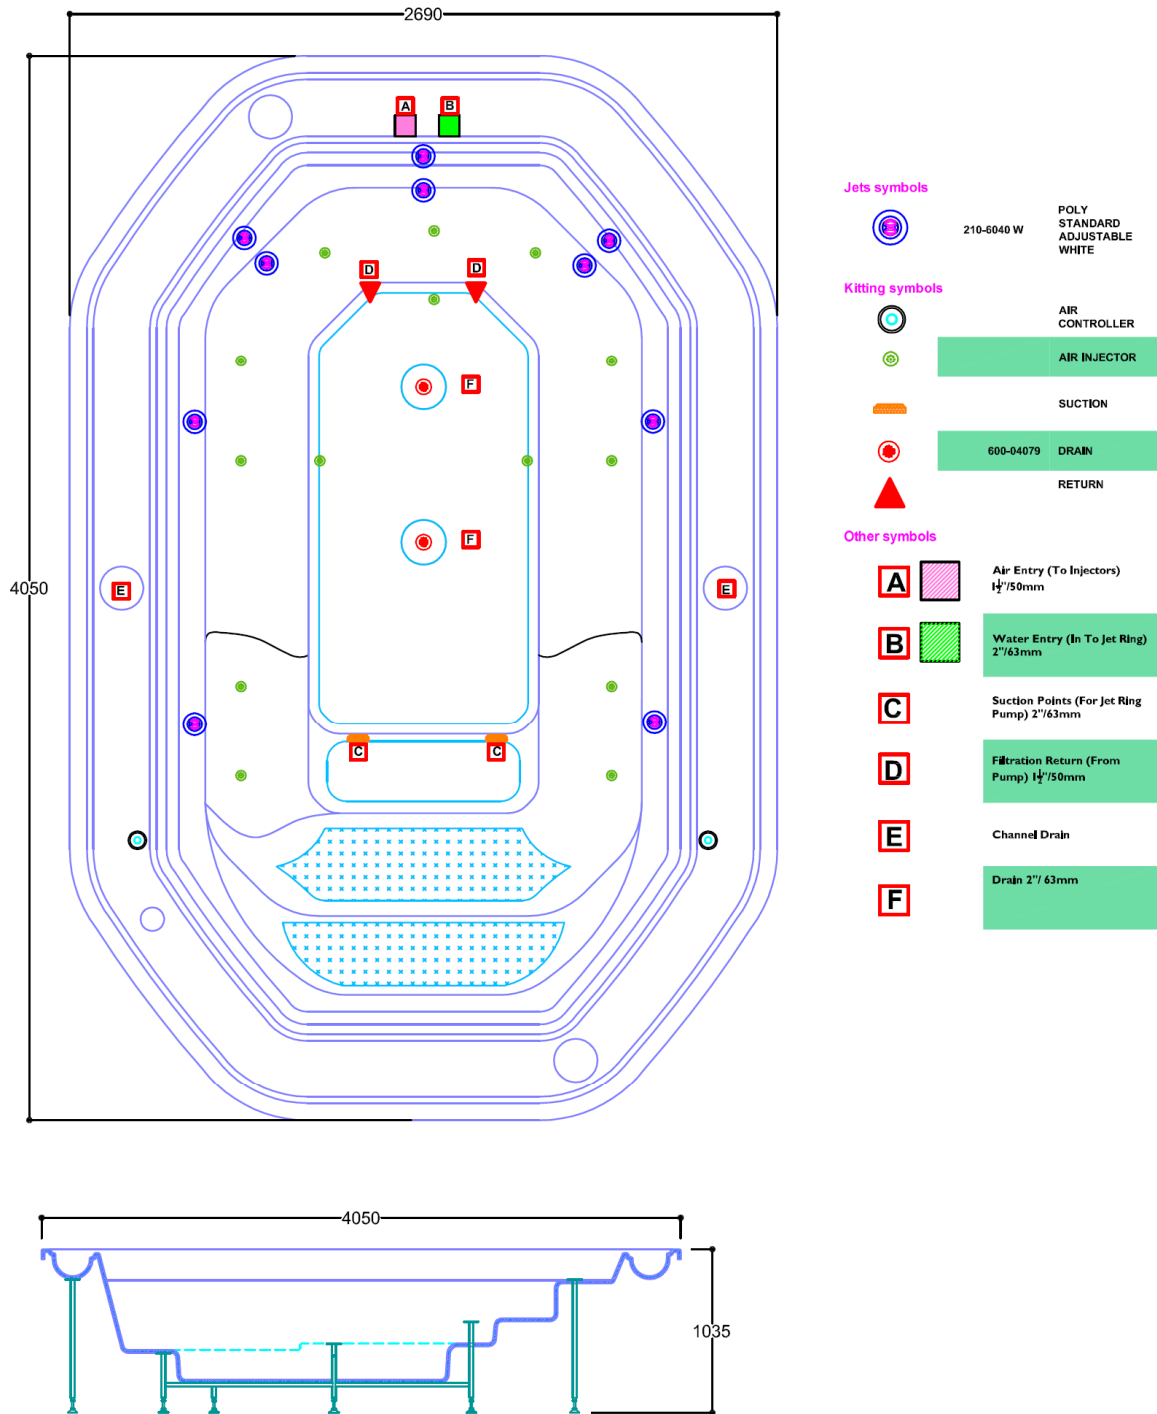 2690
A
B
Jets symbols
210-6040 W
POLY
STANDARD
ADJUSTABLE
WHITE
D
D
Kitting symbols
AIR
CONTROLLER
AIR INJECTOR
F
SUCTION
600-04079 DRAIN
RETURN
F
Other symbols
4050
E
E
A
Air Entry (To Injectors)
1½"/50mm
B
Water Entry (In To Jet Ring)
2"/63mm
C
Suction Points (For Jet Ring
Pump) 2"/63mm
C
C
D
Filtration Return (From
Pump) 1½"/50mm
E
Channel Drain
F
Drain 2"/ 63mm
4050
1035